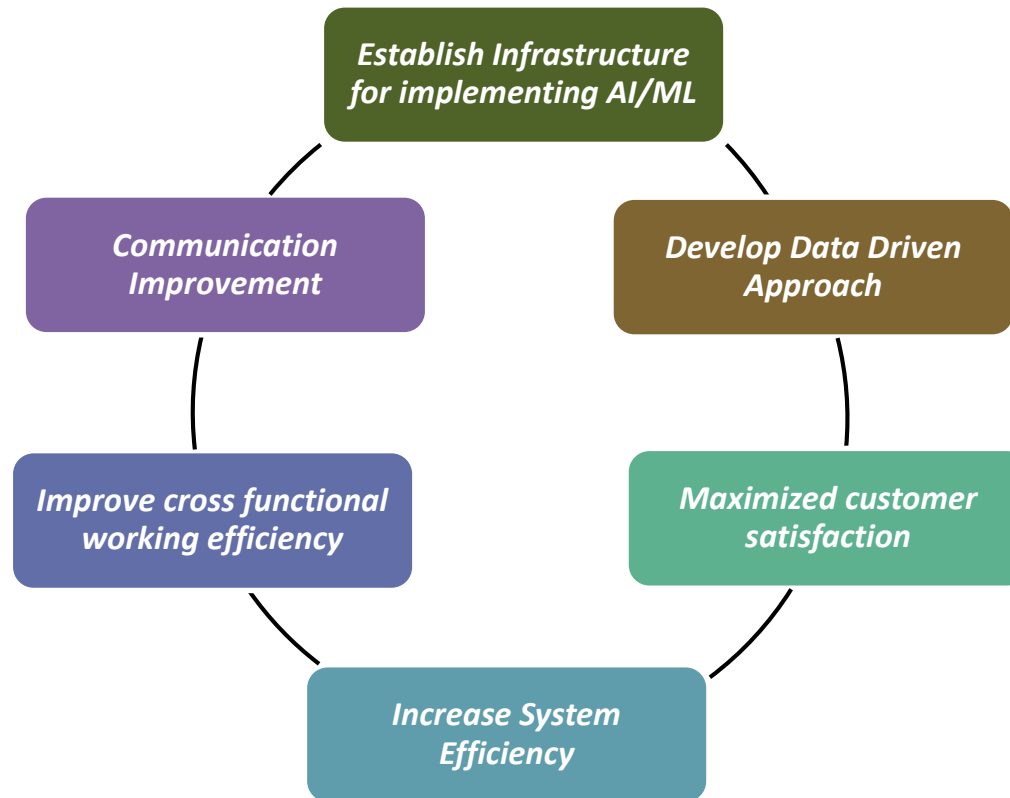 Establish Infrastructure
for implementing AI/ML
Communication
Improvement
Develop Data Driven
Approach
Improve cross functional
working efficiency
Maximized customer
satisfaction
Increase System
Efficiency